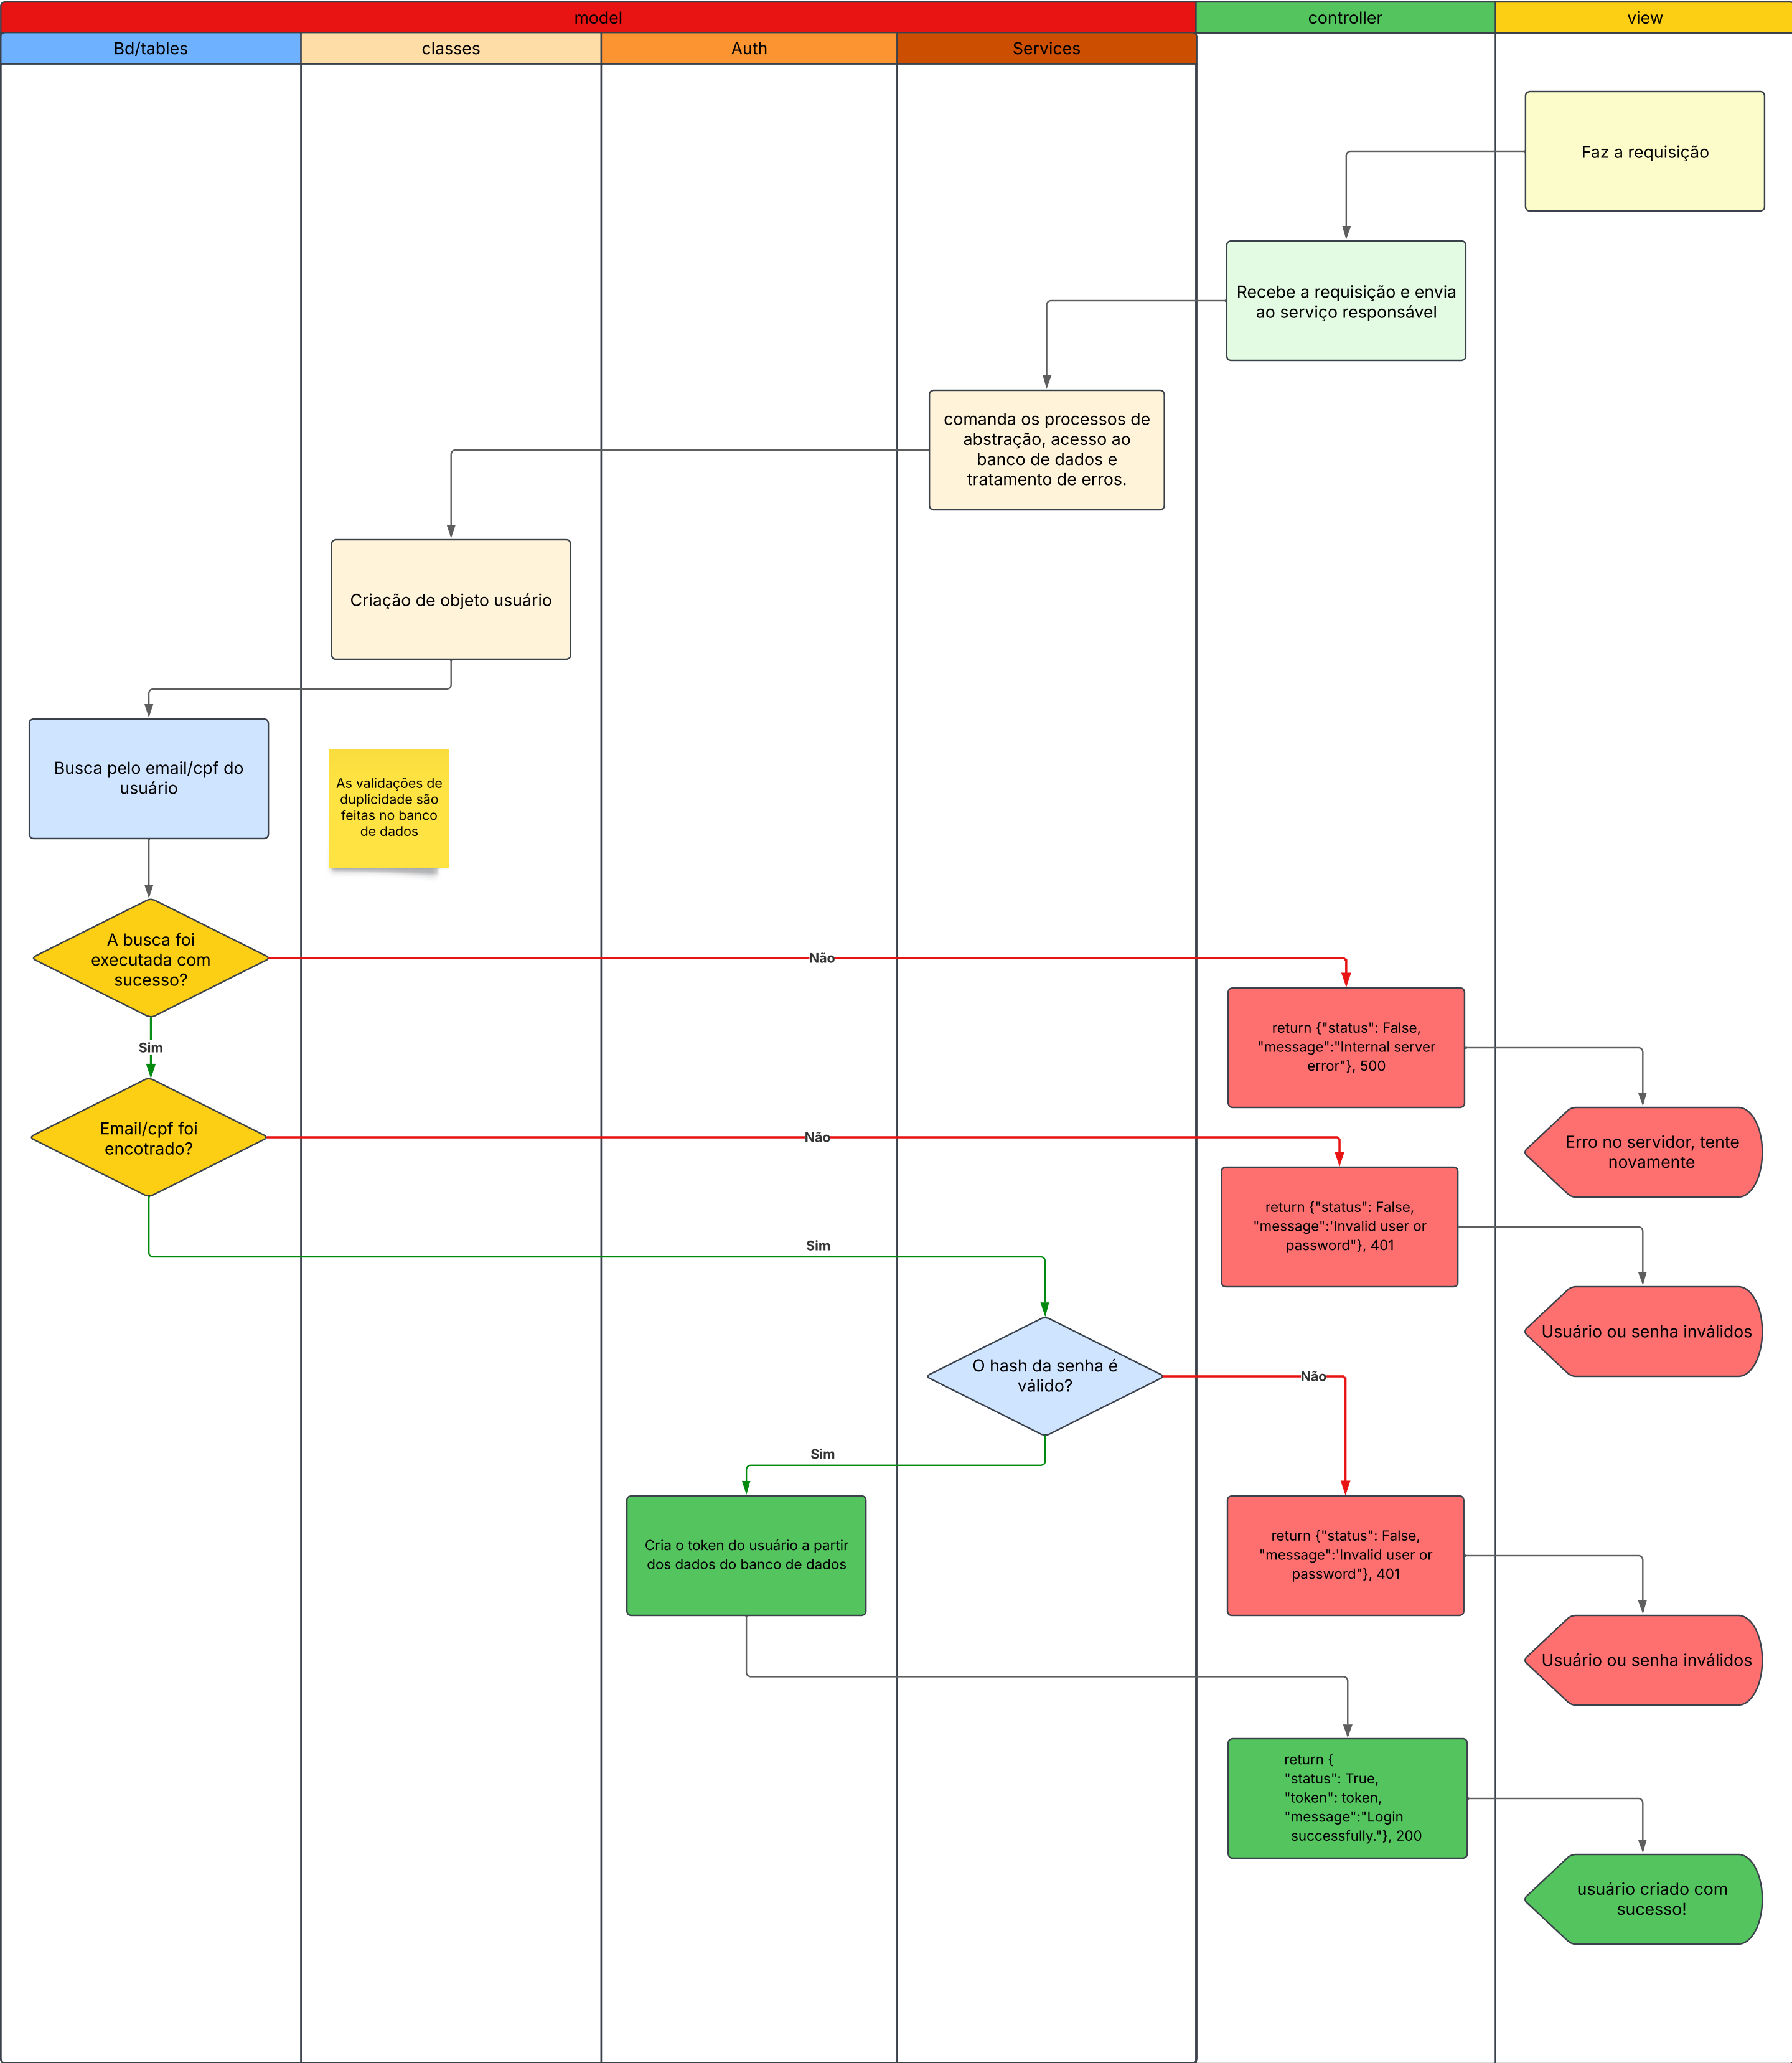 model
controller
view
Bd/tables
classes
Auth
Services
Faz a requisição
Recebe a requisição e envia
ao serviço responsável
comanda os processos de
abstração, acesso ao
banco de dados e
tratamento de erros.
Criação de objeto usuário
Busca pelo email/cpf do
usuário
As validações de
duplicidade são
feitas no banco
de dados
A busca foi
executada com
sucesso?
Não
return {"status": False,
"message":"Internal server
error"}, 500
Sim
Erro no servidor, tente
novamente
Email/cpf foi
encotrado?
Não
return {"status": False,
"message":'Invalid user or
password"}, 401
Sim
Usuário ou senha inválidos
O hash da senha é
válido?
Não
Sim
Cria o token do usuário a partir
dos dados do banco de dados
return {"status": False,
"message":'Invalid user or
password"}, 401
Usuário ou senha inválidos
return {
"status": True,
"token": token,
"message":"Login
successfully."}, 200
usuário criado com
sucesso!